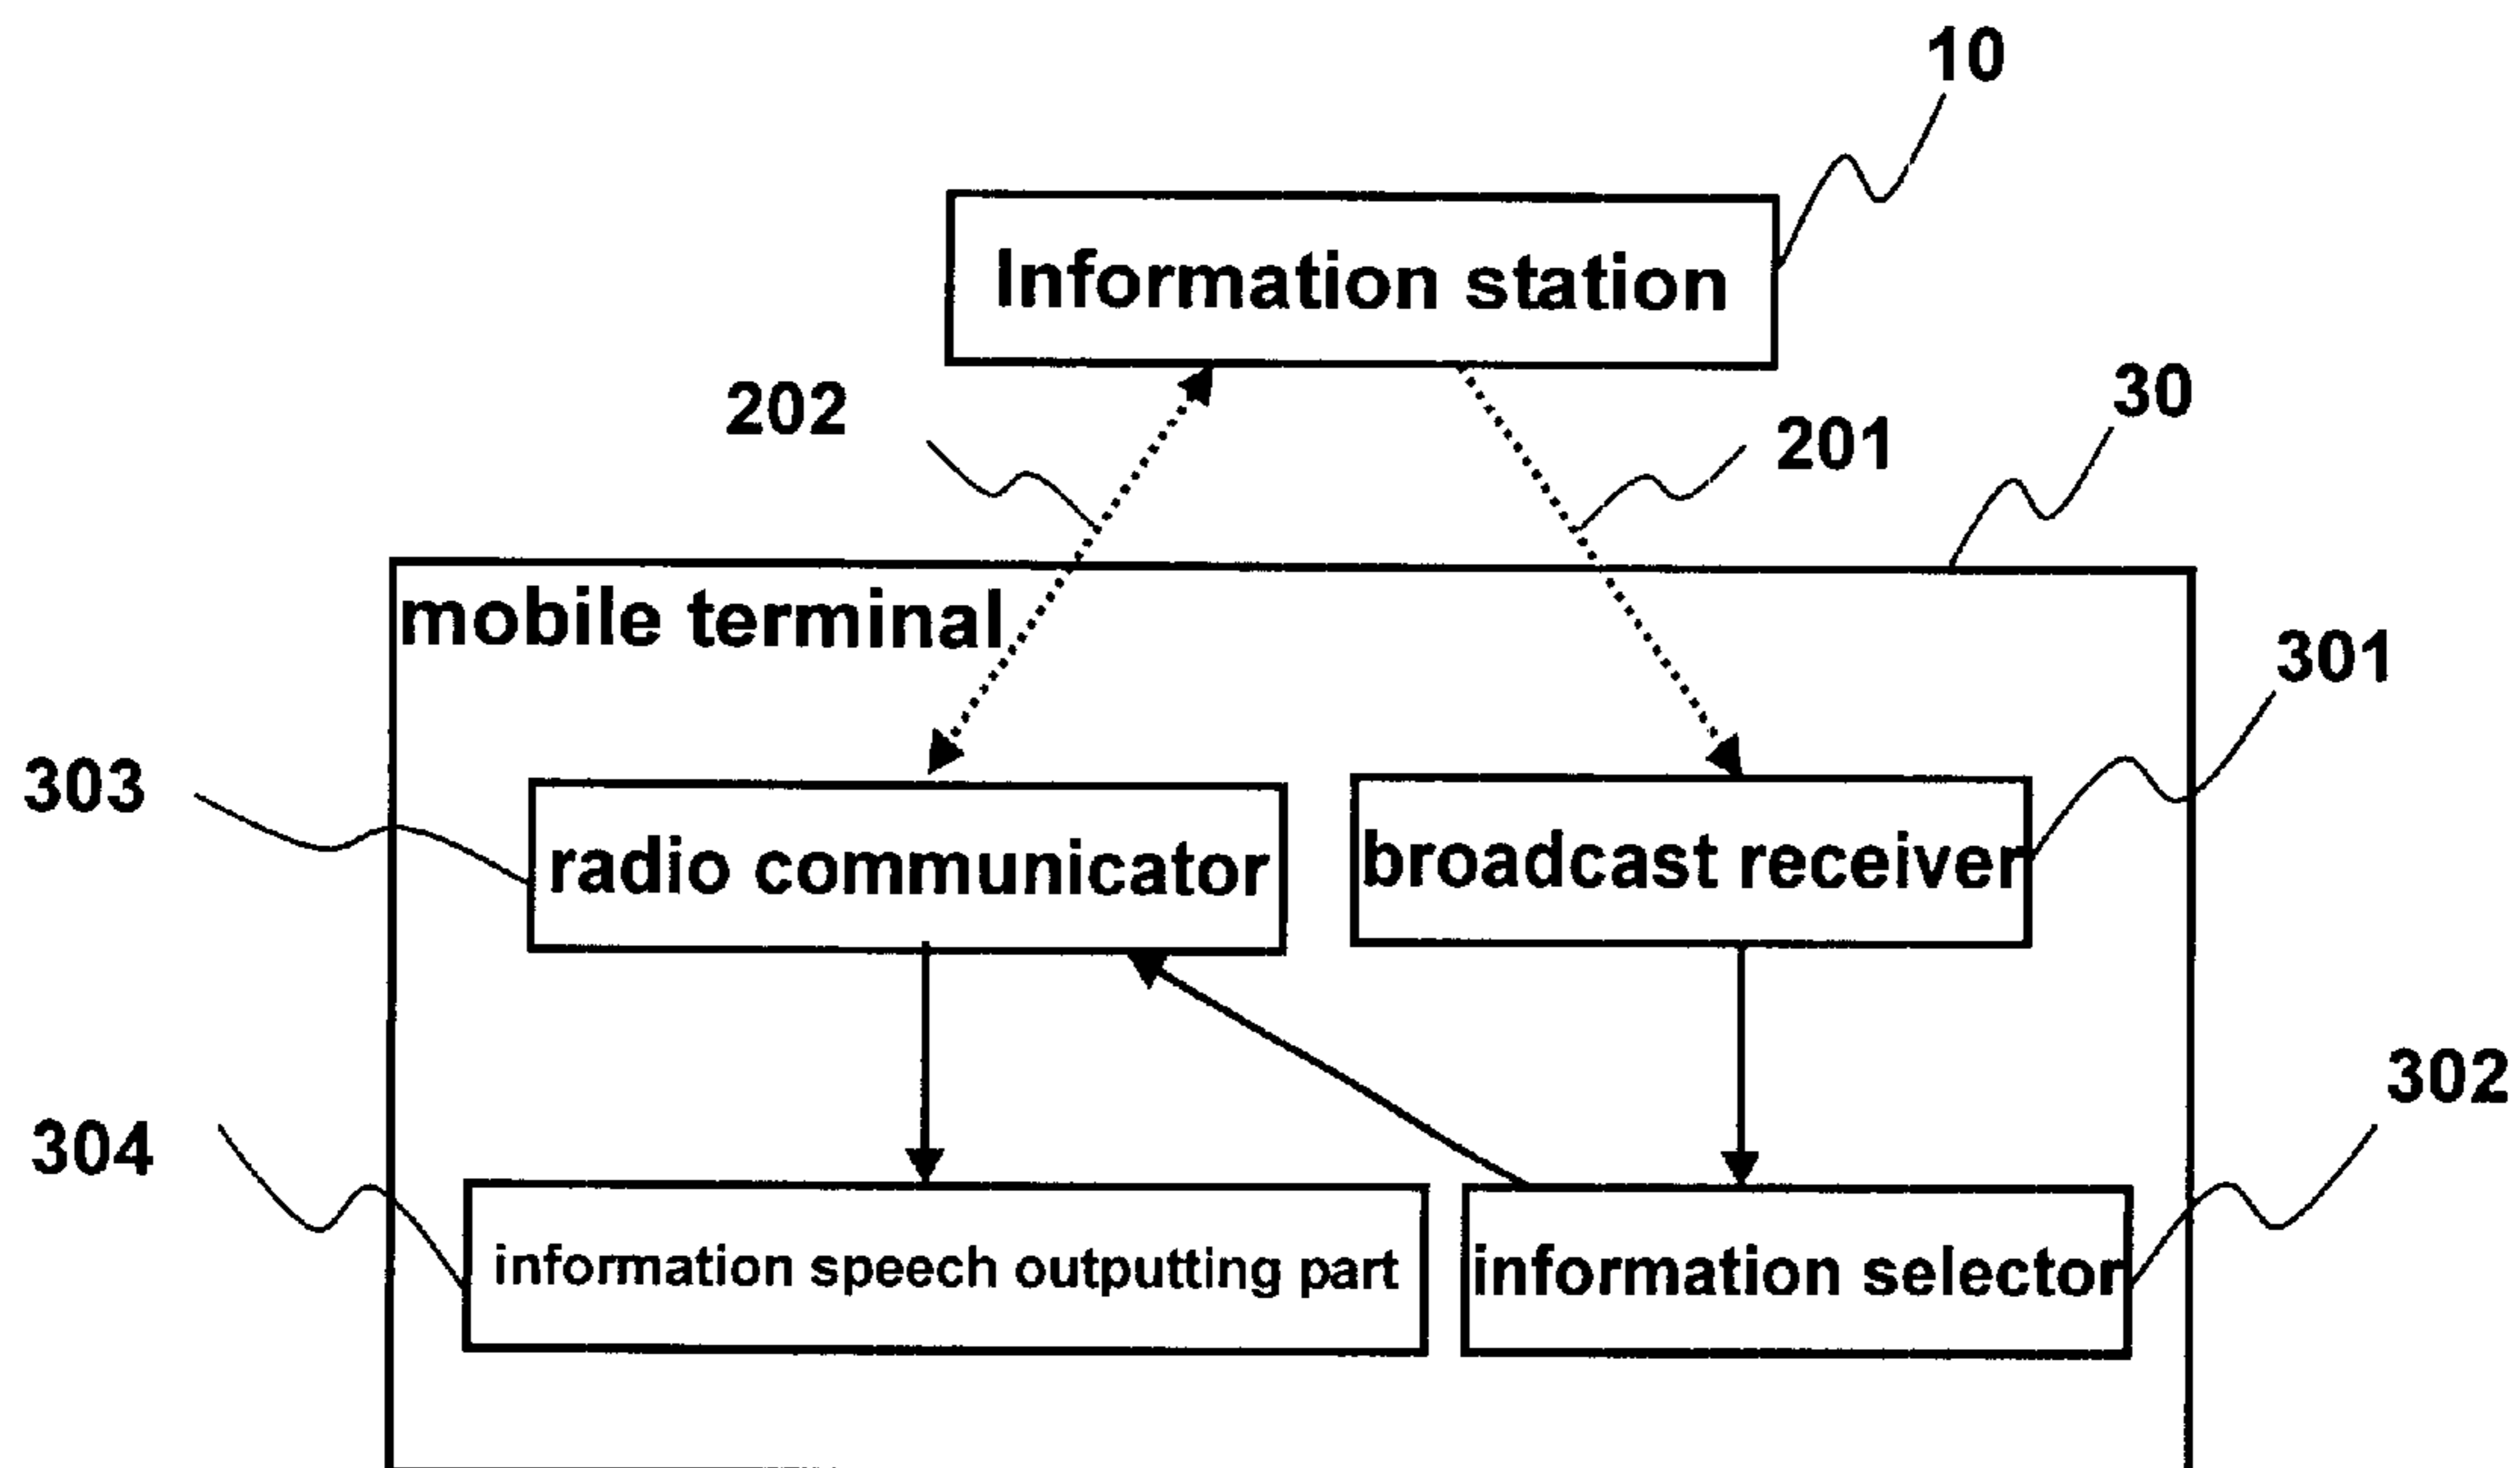 10
Information station
202
201
30
mobile terminal
301
303
radio communicator
broadcast receiver
302
304
information speech outputting part
information selector